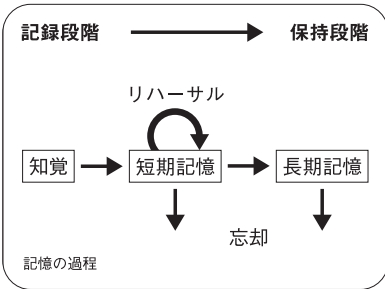 記録段階 保持段階
リハーサル
知覚 短期記憶 長期記憶
忘却
記憶の過程